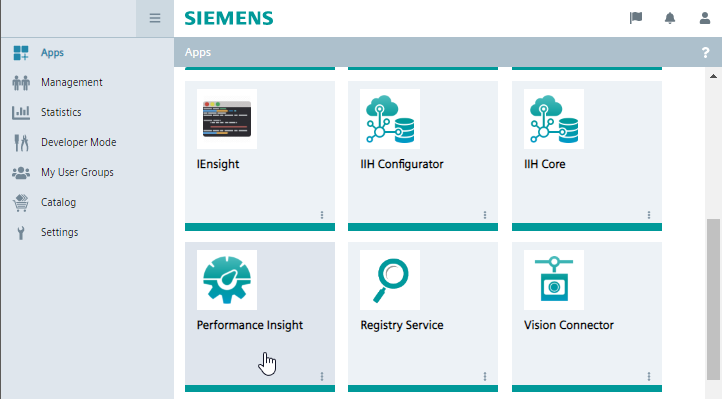 SIEMENS
Apps
?
Apps
Management
Statistics
Developer Mode
My User Groups
Catalog
Settings
IEnsight
IIH Configurator
IIH Core
Performance Insight
Registry Service
Vision Connector